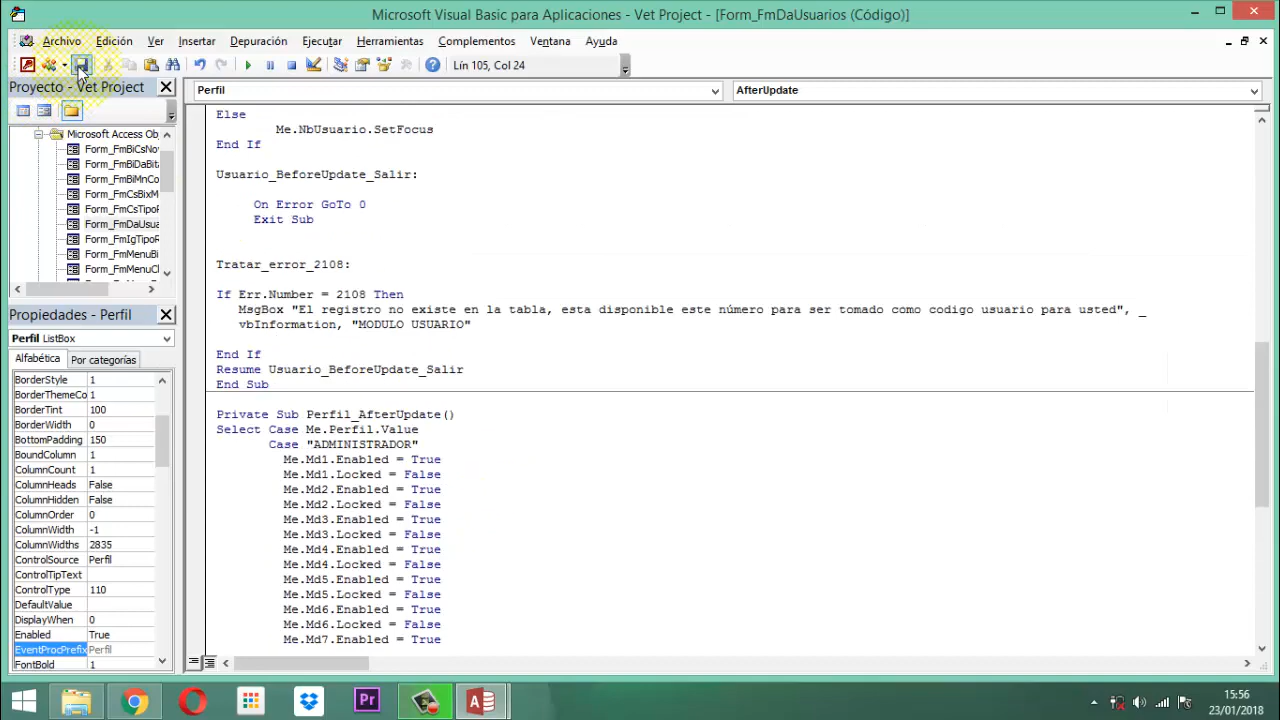 Microsoft Visual Basic para Aplicaciones - Vet Project - [Form_FmDaUsuarios (Código)]
Archivo Edición Ver Insertar Depuración Ejecutar Herramientas Complementos Ventana Ayuda
Lín 105, Col 24
Proyecto - Vet Project
Microsoft Access Obj
Form_FmBiCsNo
Form_FmBiDaBit
Form_FmBiMnCo
Form_FmCsBixM
Form_FmCsTipo
Form_FmDaUsua
Form_FmIgTipoR
Form_FmMenuBi
Form_FmMenuCl
Propiedades - Perfil
Perfil ListBox
Alfabética Por categorías
BorderStyle 1
BorderThemeCo 1
BorderTint 100
BorderWidth 0
BottomPadding 150
BoundColumn 1
ColumnCount 1
ColumnHeads False
ColumnHidden False
ColumnOrder 0
ColumnWidth -1
ColumnWidths 2835
ControlSource Perfil
ControlTipText
ControlType 110
DefaultValue
DisplayWhen 0
Enabled True
EventProcPrefix Perfil
FontBold 1
Perfil AfterUpdate
Else
Me.NbUsuario.SetFocus
End If
Usuario_BeforeUpdate_Salir:
On Error GoTo 0
Exit Sub
Tratar_error_2108:
If Err.Number = 2108 Then
MsgBox "El registro no existe en la tabla, esta disponible este número para ser tomado como codigo usuario para usted", _
vbInformation, "MODULO USUARIO"
End If
Resume Usuario_BeforeUpdate_Salir
End Sub
Private Sub Perfil_AfterUpdate()
Select Case Me.Perfil.Value
Case "ADMINISTRADOR"
Me.Md1.Enabled = True
Me.Md1.Locked = False
Me.Md2.Enabled = True
Me.Md2.Locked = False
Me.Md3.Enabled = True
Me.Md3.Locked = False
Me.Md4.Enabled = True
Me.Md4.Locked = False
Me.Md5.Enabled = True
Me.Md5.Locked = False
Me.Md6.Enabled = True
Me.Md6.Locked = False
Me.Md7.Enabled = True
Pr
15:56
23/01/2018